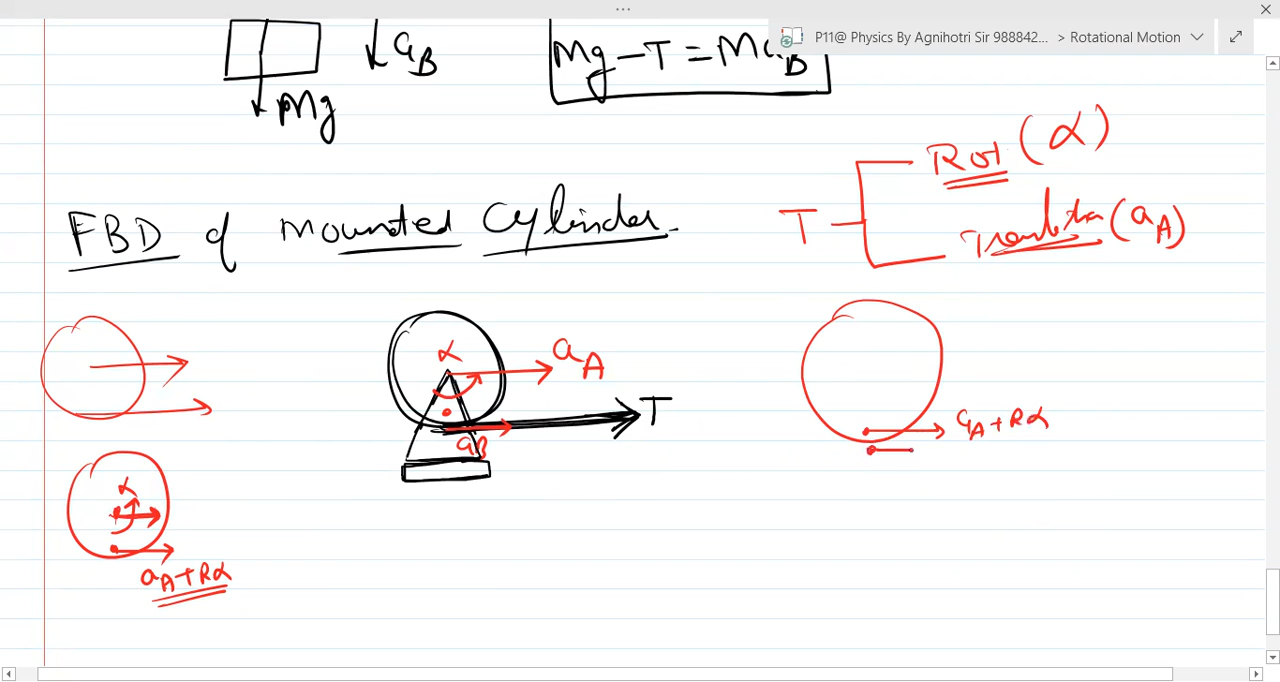 P11@ Physics By Agnihotri Sir 988842... > Rotational Motion
a_B
Mg - T = Ma_B
Mg
FBD of mounted cylinder
T
Rot (α)
Translation (a_A)
α
a_A
T
a_B
a_A + Rα
α
a_A + Rα